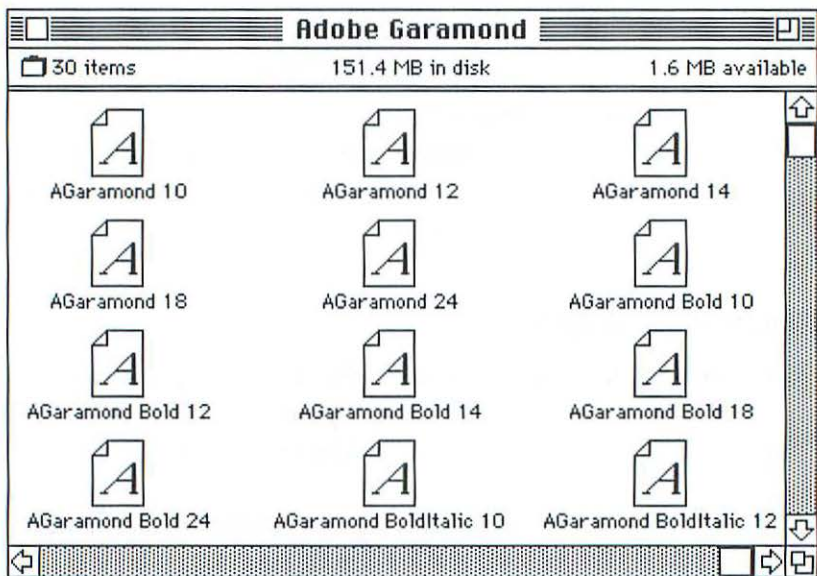 Adobe Garamond
30 items 151.4 MB in disk 1.6 MB available
AGaramond 10 AGaramond 12 AGaramond 14
AGaramond 18 AGaramond 24 AGaramond Bold 10
AGaramond Bold 12 AGaramond Bold 14 AGaramond Bold 18
AGaramond Bold 24 AGaramond BoldItalic 10 AGaramond BoldItalic 12